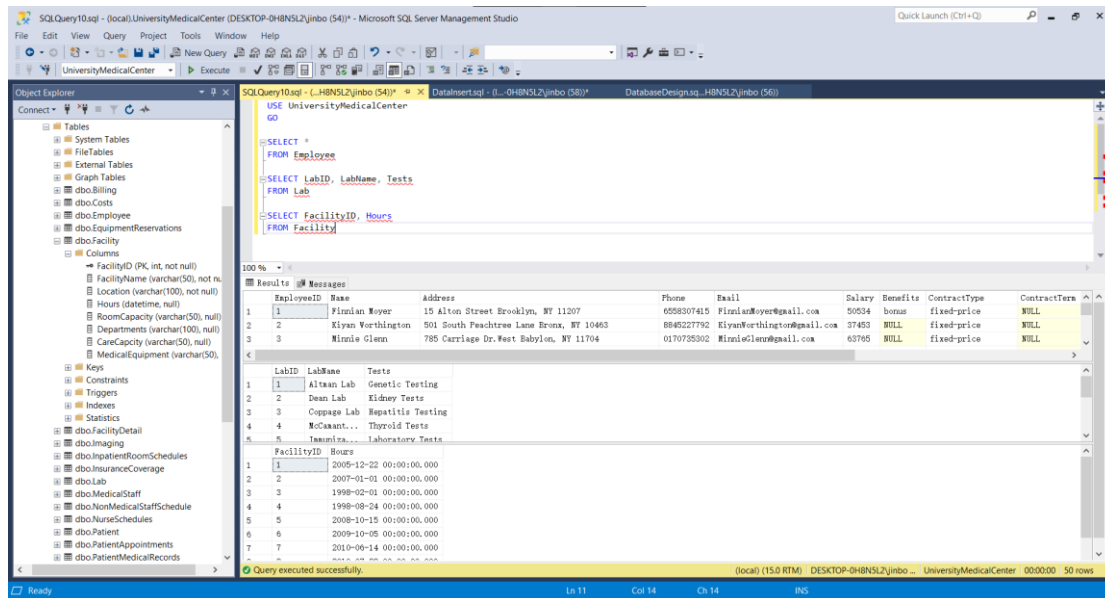 SQLQuery10.sql - (local).UniversityMedicalCenter (DESKTOP-0H8N5L2\jinbo (54))* - Microsoft SQL Server Management Studio
Quick Launch (Ctrl+Q)
File Edit View Query Project Tools Window Help
New Query
UniversityMedicalCenter Execute
Object Explorer
Connect
Tables
System Tables
FileTables
External Tables
Graph Tables
dbo.Billing
dbo.Costs
dbo.Employee
dbo.EquipmentReservations
dbo.Facility
Columns
FacilityID (PK, int, not null)
FacilityName (varchar(50), not nu
Location (varchar(100), not null)
Hours (datetime, null)
RoomCapacity (varchar(50), null)
Departments (varchar(100), null)
CareCapcity (varchar(50), null)
MedicalEquipment (varchar(50),
Keys
Constraints
Triggers
Indexes
Statistics
dbo.FacilityDetail
dbo.Imaging
dbo.InpatientRoomSchedules
dbo.InsuranceCoverage
dbo.Lab
dbo.MedicalStaff
dbo.NonMedicalStaffSchedule
dbo.NurseSchedules
dbo.Patient
dbo.PatientAppointments
dbo.PatientMedicalRecords
SQLQuery10.sql - (...H8N5L2\jinbo (54))* DataInsert.sql - (l...-0H8N5L2\jinbo (58))* DatabaseDesign.sq...H8N5L2\jinbo (56))
USE UniversityMedicalCenter
GO
SELECT *
FROM Employee
SELECT LabID, LabName, Tests
FROM Lab
SELECT FacilityID, Hours
FROM Facility
100 %
Results Messages
EmployeeID Name Address Phone Email Salary Benefits ContractType ContractTerm
1 1 Finnian Moyer 15 Alton Street Brooklyn, NY 11207 6558307415 FinnianMoyer@gmail.com 50534 bonus fixed-price NULL
2 2 Kiyan Worthington 501 South Peachtree Lane Bronx, NY 10463 8845227792 KiyanWorthington@gmail.com 37453 NULL fixed-price NULL
3 3 Minnie Glenn 785 Carriage Dr.West Babylon, NY 11704 0170735302 MinnieGlenn@gmail.com 63765 NULL fixed-price NULL
LabID LabName Tests
1 1 Altman Lab Genetic Testing
2 2 Dean Lab Kidney Tests
3 3 Coppage Lab Hepatitis Testing
4 4 McCamant... Thyroid Tests
5 5 Immuniza... Laboratory Tests
FacilityID Hours
1 1 2005-12-22 00:00:00.000
2 2 2007-01-01 00:00:00.000
3 3 1998-02-01 00:00:00.000
4 4 1998-08-24 00:00:00.000
5 5 2008-10-15 00:00:00.000
6 6 2009-10-05 00:00:00.000
7 7 2010-06-14 00:00:00.000
Query executed successfully. (local) (15.0 RTM) DESKTOP-0H8N5L2\jinbo ... UniversityMedicalCenter 00:00:00 50 rows
Ready Ln 11 Col 14 Ch 14 INS